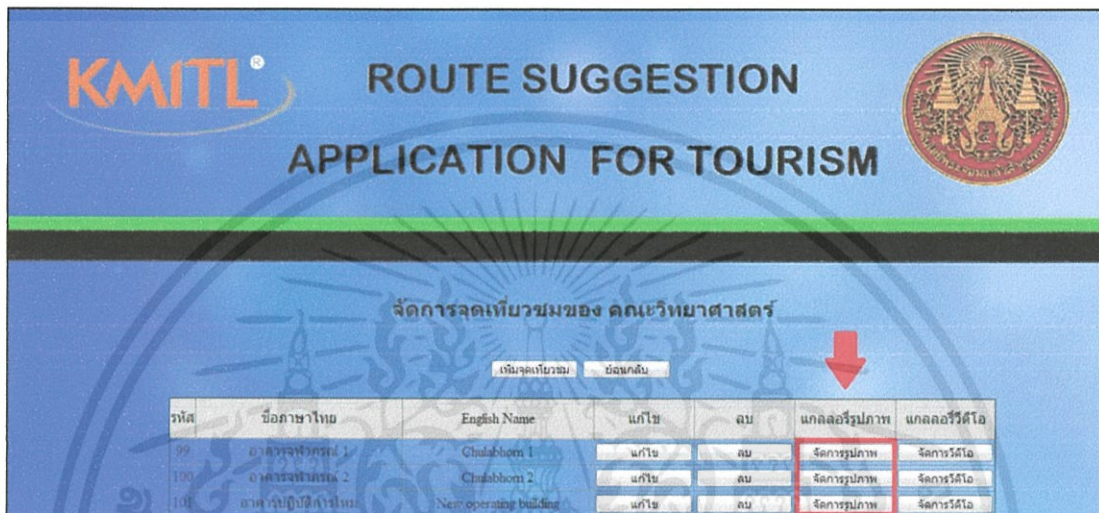 KMITL®
ROUTE SUGGESTION
APPLICATION FOR TOURISM
จัดการจุดเที่ยวชมของ คณะวิทยาศาสตร์
เพิ่มจุดเที่ยวชม ย้อนกลับ
รหัส ชื่อภาษาไทย English Name แก้ไข ลบ แกลลอรี่รูปภาพ แกลลอรี่วีดีโอ
99 อาคารจุฬาภรณ์ 1 Chulabhorn 1 แก้ไข ลบ จัดการรูปภาพ จัดการวีดีโอ
100 อาคารจุฬาภรณ์ 2 Chulabhorn 2 แก้ไข ลบ จัดการรูปภาพ จัดการวีดีโอ
101 อาคารปฏิบัติการใหม่ New operating building แก้ไข ลบ จัดการรูปภาพ จัดการวีดีโอ